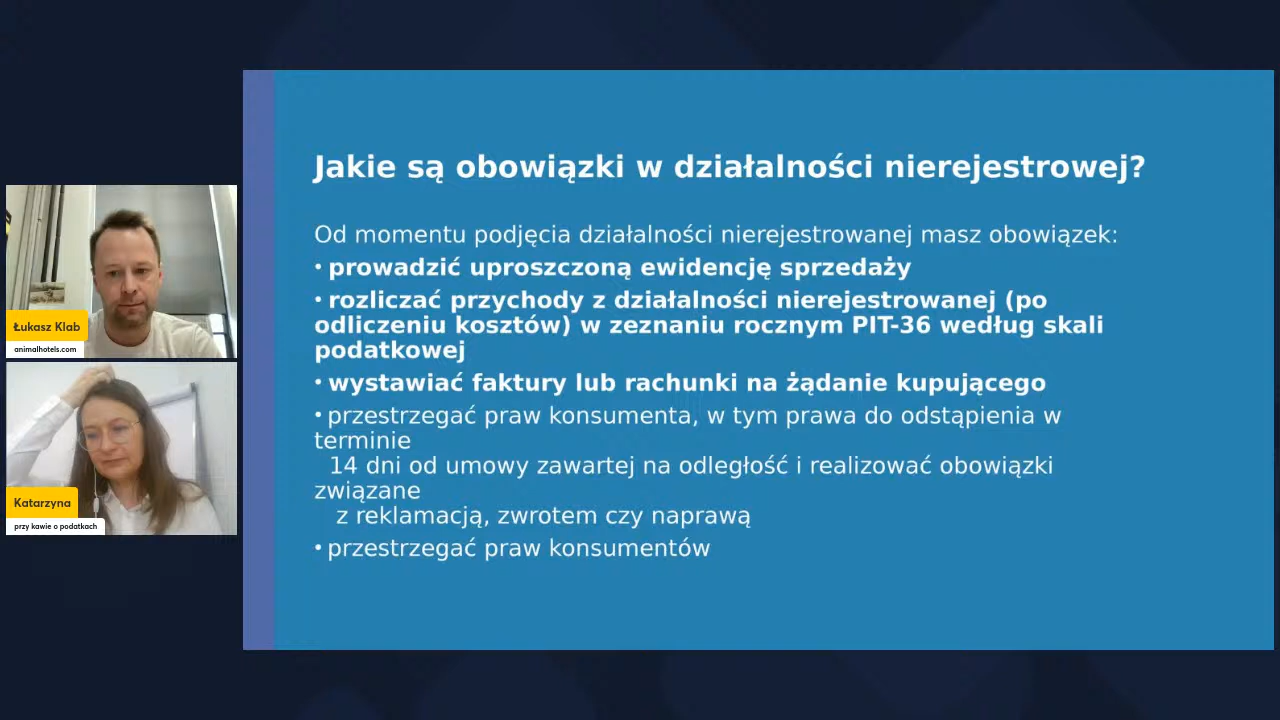 Jakie są obowiązki w działalności nierejestrowej?
Od momentu podjęcia działalności nierejestrowanej masz obowiązek:
• prowadzić uproszczoną ewidencję sprzedaży
• rozliczać przychody z działalności nierejestrowanej (po
odliczeniu kosztów) w zeznaniu rocznym PIT-36 według skali
podatkowej
• wystawiać faktury lub rachunki na żądanie kupującego
• przestrzegać praw konsumenta, w tym prawa do odstąpienia w
terminie
14 dni od umowy zawartej na odległość i realizować obowiązki
związane
z reklamacją, zwrotem czy naprawą
• przestrzegać praw konsumentów
Łukasz Klab
animalhotels.com
Katarzyna
przy kawie o podatkach